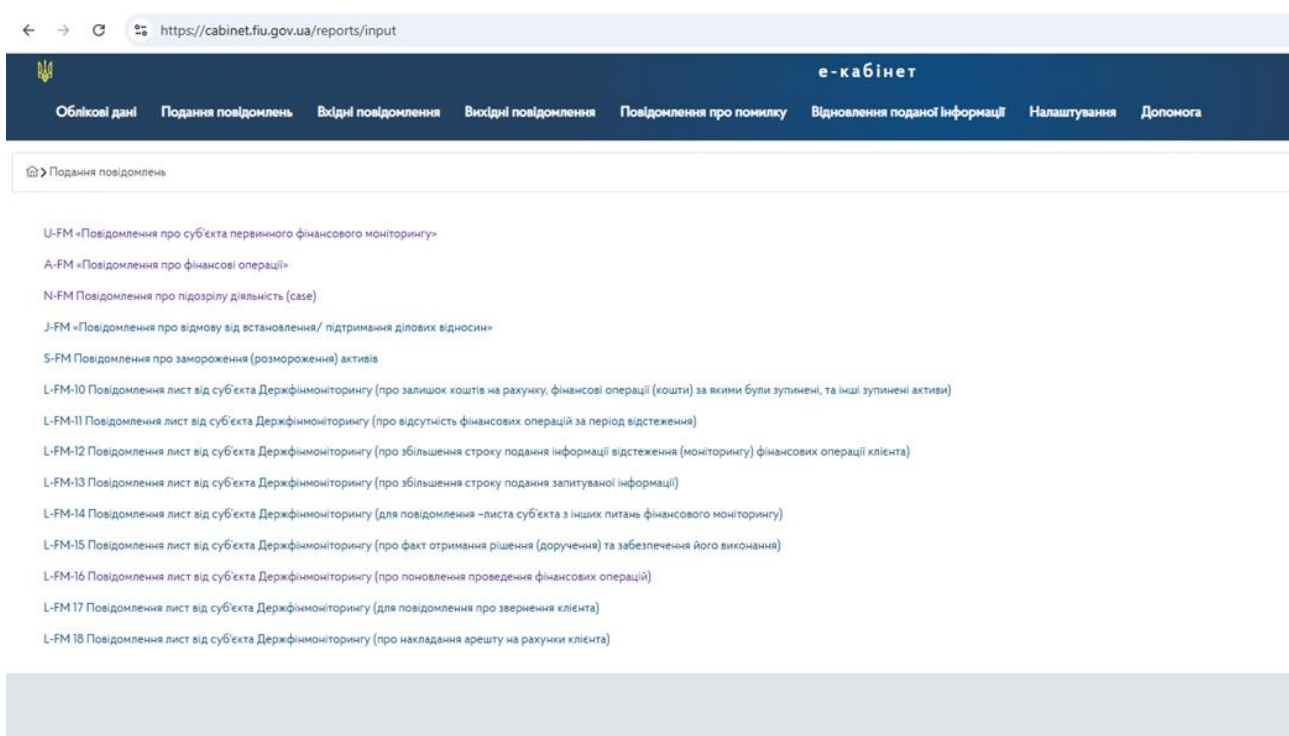 https://cabinet.fiu.gov.ua/reports/input
е-кабінет
Облікові дані Подання повідомлень Вхідні повідомлення Вихідні повідомлення Повідомлення про помилку Відновлення поданої інформації Налаштування Допомога
Подання повідомлень
U-FM «Повідомлення про суб'єкта первинного фінансового моніторингу»
A-FM «Повідомлення про фінансові операції»
N-FM Повідомлення про підозрілу діяльність (case)
J-FM «Повідомлення про відмову від встановлення/ підтримання ділових відносин»
S-FM Повідомлення про замороження (розмороження) активів
L-FM-10 Повідомлення лист від суб'єкта Держфінмоніторингу (про залишок коштів на рахунку, фінансові операції (кошти) за якими були зупинені, та інші зупинені активи)
L-FM-11 Повідомлення лист від суб'єкта Держфінмоніторингу (про відсутність фінансових операцій за період відстеження)
L-FM-12 Повідомлення лист від суб'єкта Держфінмоніторингу (про збільшення строку подання інформації відстеження (моніторингу) фінансових операції клієнта)
L-FM-13 Повідомлення лист від суб'єкта Держфінмоніторингу (про збільшення строку подання запитуваної інформації)
L-FM-14 Повідомлення лист від суб'єкта Держфінмоніторингу (для повідомлення –листа суб'єкта з інших питань фінансового моніторингу)
L-FM-15 Повідомлення лист від суб'єкта Держфінмоніторингу (про факт отримання рішення (доручення) та забезпечення його виконання)
L-FM-16 Повідомлення лист від суб'єкта Держфінмоніторингу (про поновлення проведення фінансових операцій)
L-FM 17 Повідомлення лист від суб'єкта Держфінмоніторингу (для повідомлення про звернення клієнта)
L-FM 18 Повідомлення лист від суб'єкта Держфінмоніторингу (про накладання арешту на рахунки клієнта)